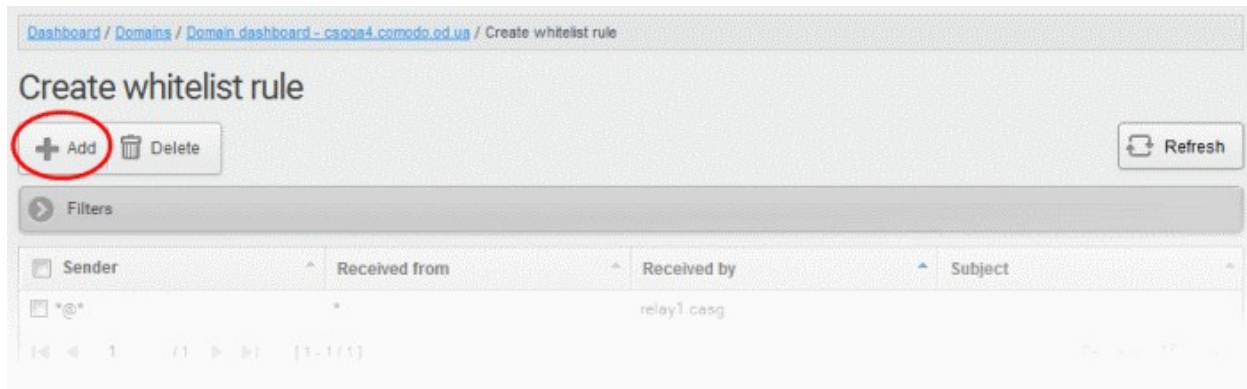 Dashboard / Domains / Domain dashboard - csqqa4.comodo.od.ua / Create whitelist rule
Create whitelist rule
Add Delete Refresh
Filters
Sender Received from Received by Subject
*@* * relay1.casg
1 / 1 [ 1 - 1 / 1 ]